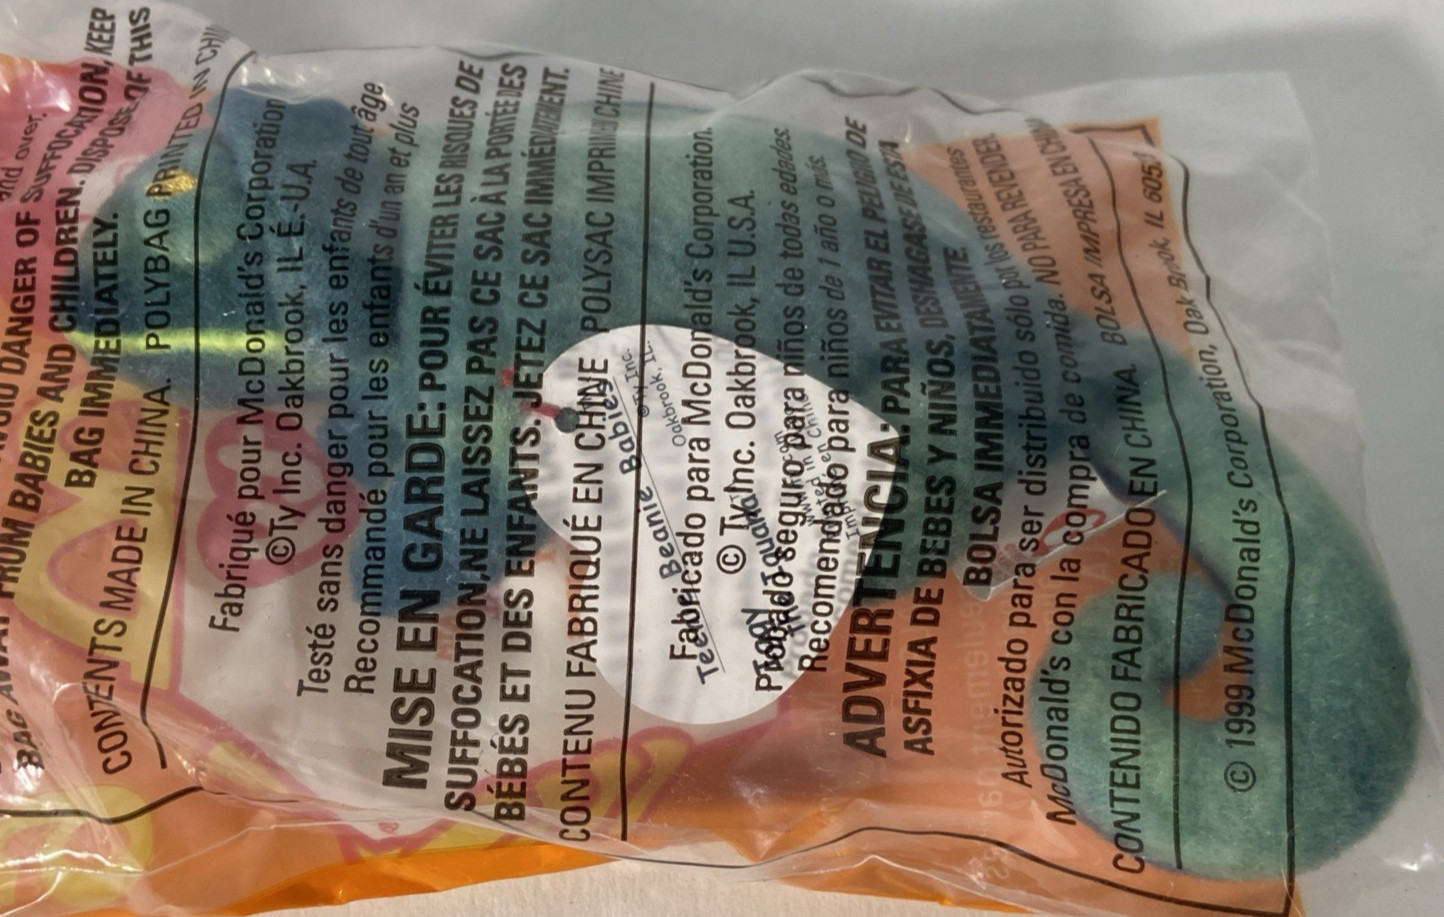 and over.
DANGER OF SUFFOCATION, KEEP
FROM BABIES AND CHILDREN. DISPOSE OF THIS
BAG IMMEDIATELY.
CONTENTS MADE IN CHINA. POLYBAG PRINTED IN CHINA
Fabriqué pour McDonald's Corporation
©Ty Inc. Oakbrook, IL É.-U.A.
Testé sans danger pour les enfants de tout âge
Recommandé pour les enfants d'un an et plus
MISE EN GARDE: POUR ÉVITER LES RISQUES DE
SUFFOCATION,NE LAISSEZ PAS CE SAC À LA PORTÉE DES
BÉBÉS ET DES ENFANTS. JETEZ CE SAC IMMÉDIATEMENT.
CONTENU FABRIQUÉ EN CHINE POLYSAC IMPRIMÉ CHINE
Teenie Beanie Babies
©Ty Inc.
Oakbrook, IL.
Fabricado para McDonald's Corporation.
© Ty Inc. Oakbrook, IL U.S.A.
Probado seguro para niños de todas edades.
Recomendado para niños de 1 año o más.
ADVERTENCIA: PARA EVITAR EL PELIGRO DE
ASFIXIA DE BEBES Y NIÑOS, DESHAGASE DE ESTA
BOLSA IMMEDIATAMENTE.
Autorizado para ser distribuido sólo por los restaurantes
McDonald's con la compra de comida. NO PARA REVENDER.
CONTENIDO FABRICADO EN CHINA. BOLSA IMPRESA EN CHINA
© 1999 McDonald's Corporation, Oak Brook, IL